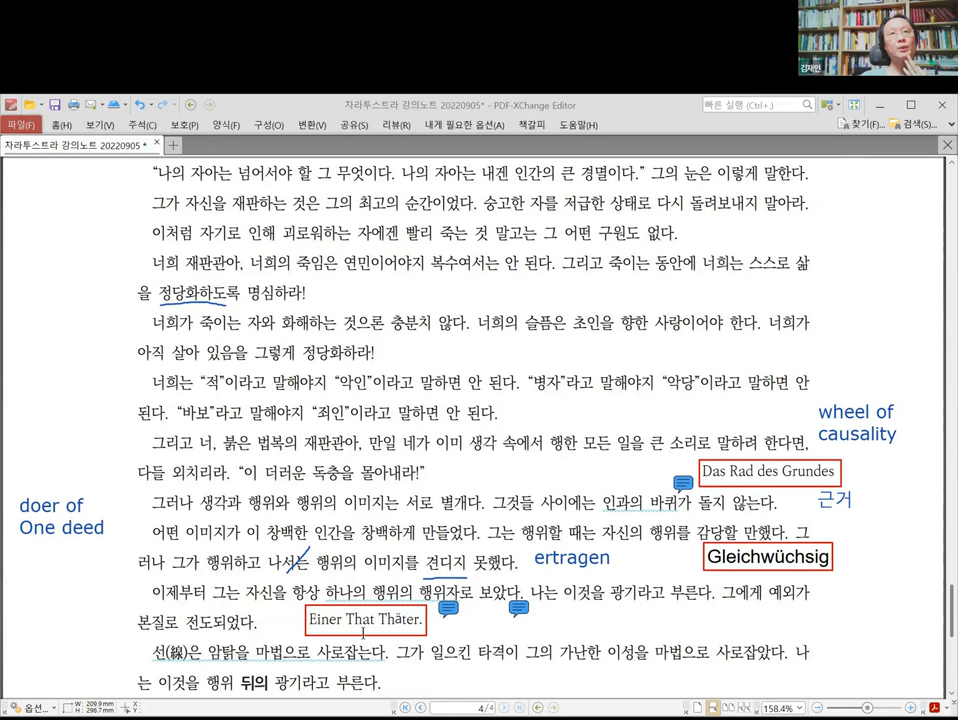 김재인
차라투스트라 강의노트 20220905* - PDF-XChange Editor
빠른 실행 (Ctrl+.)
파일(F) 홈(H) 보기(V) 주석(C) 보호(P) 양식(F) 구성(O) 변환(V) 공유(S) 리뷰(R) 내게 필요한 옵션(A) 책갈피 도움말(H) 찾기(F)... 검색(S)...
차라투스트라 강의노트 20220905 *
“나의 자아는 넘어서야 할 그 무엇이다. 나의 자아는 내겐 인간의 큰 경멸이다.” 그의 눈은 이렇게 말한다.
그가 자신을 재판하는 것은 그의 최고의 순간이었다. 숭고한 자를 저급한 상태로 다시 돌려보내지 말아라.
이처럼 자기로 인해 괴로워하는 자에겐 빨리 죽는 것 말고는 그 어떤 구원도 없다.
너희 재판관아, 너희의 죽임은 연민이어야지 복수여서는 안 된다. 그리고 죽이는 동안에 너희는 스스로 삶
을 정당화하도록 명심하라!
너희가 죽이는 자와 화해하는 것으론 충분치 않다. 너희의 슬픔은 초인을 향한 사랑이어야 한다. 너희가
아직 살아 있음을 그렇게 정당화하라!
너희는 “적”이라고 말해야지 “악인”이라고 말하면 안 된다. “병자”라고 말해야지 “악당”이라고 말하면 안
된다. “바보”라고 말해야지 “죄인”이라고 말하면 안 된다.
wheel of
causality
그리고 너, 붉은 법복의 재판관아, 만일 네가 이미 생각 속에서 행한 모든 일을 큰 소리로 말하려 한다면,
다들 외치리라. “이 더러운 독충을 몰아내라!”
Das Rad des Grundes
doer of
One deed
그러나 생각과 행위와 행위의 이미지는 서로 별개다. 그것들 사이에는 인과의 바퀴가 돌지 않는다.
근거
어떤 이미지가 이 창백한 인간을 창백하게 만들었다. 그는 행위할 때는 자신의 행위를 감당할 만했다. 그
러나 그가 행위하고 나서는 행위의 이미지를 견디지 못했다.
ertragen
Gleichwüchsig
이제부터 그는 자신을 항상 하나의 행위의 행위자로 보았다. 나는 이것을 광기라고 부른다. 그에게 예외가
본질로 전도되었다.
Einer That Thäter.
선(線)은 암탉을 마법으로 사로잡는다. 그가 일으킨 타격이 그의 가난한 이성을 마법으로 사로잡았다. 나
는 이것을 행위 뒤의 광기라고 부른다.
옵션... W: 209.9mm H: 296.7mm X: Y: 4/4 158.4%